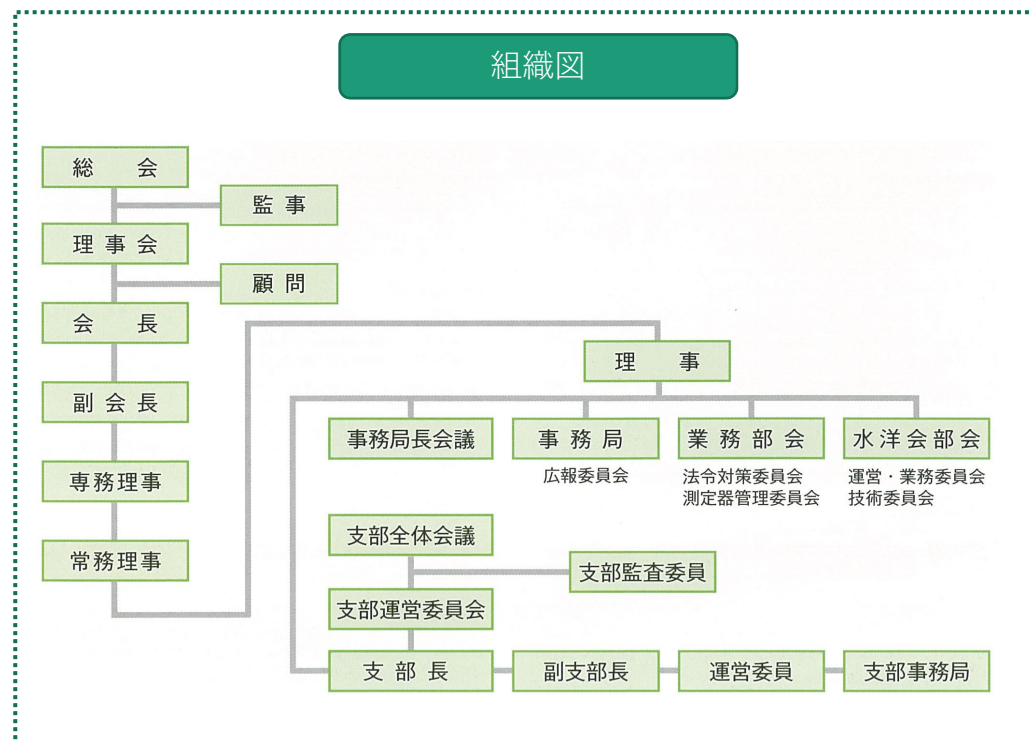 組織図
総会
監事
理事会
顧問
会長
副会長
専務理事
常務理事
理事
事務局長会議
事務局
広報委員会
業務部会
法令対策委員会
測定器管理委員会
水洋会部会
運営・業務委員会
技術委員会
支部全体会議
支部監査委員
支部運営委員会
支部長
副支部長
運営委員
支部事務局